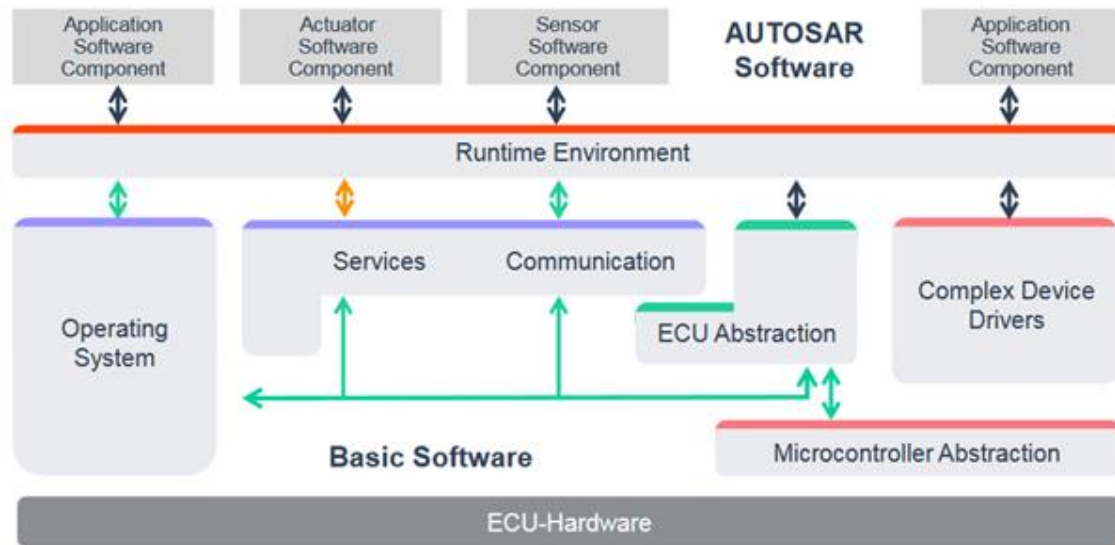 Application
Software
Component
Actuator
Software
Component
Sensor
Software
Component
AUTOSAR
Software
Application
Software
Component
Runtime Environment
Services
Communication
Operating
System
ECU Abstraction
Complex Device
Drivers
Basic Software
Microcontroller Abstraction
ECU-Hardware